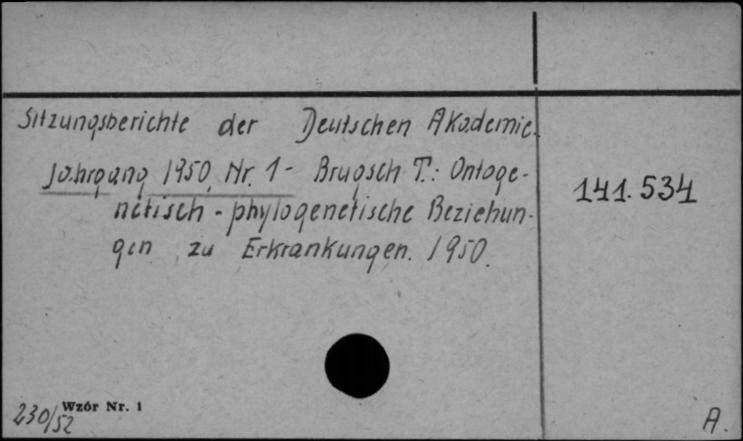 Sitzungsberichte der Deutschen Akademie.
Jahrgang 1950, Nr. 1 - Brugsch T.: Ontoge-
netisch - phylogenetische Beziehun-
gen zu Erkrankungen. 1950.
141.534
230/52
Wzór Nr. 1
A.